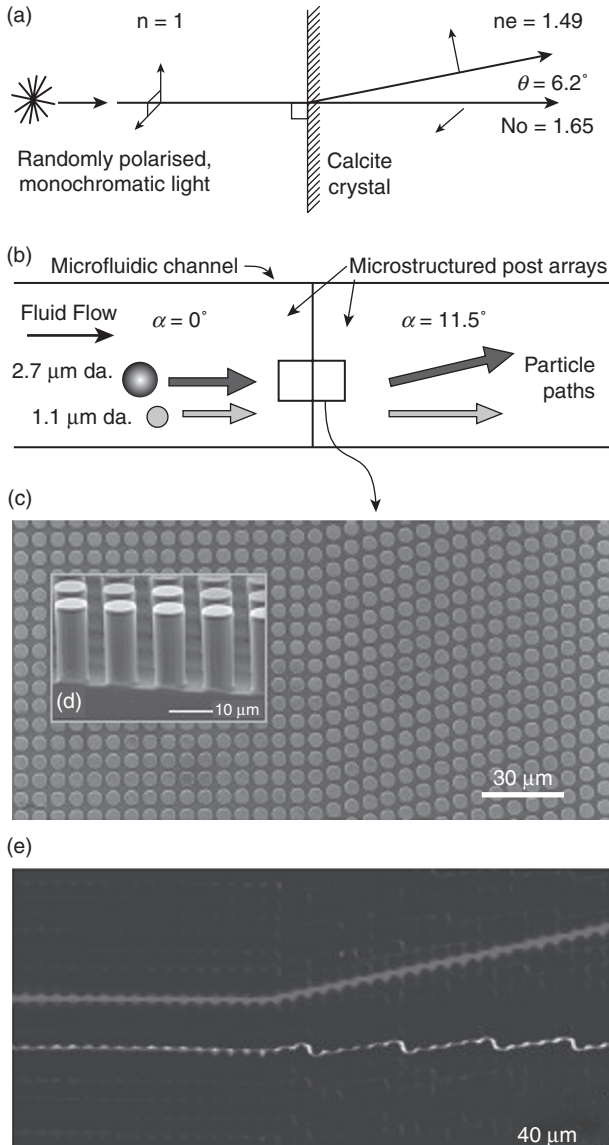 (a)
n = 1
ne = 1.49
θ = 6.2°
No = 1.65
Randomly polarised,
monochromatic light
Calcite
crystal
(b)
Microfluidic channel
Microstructured post arrays
Fluid Flow
α = 0°
α = 11.5°
2.7 μm da.
1.1 μm da.
Particle
paths
(c)
(d)
10 μm
30 μm
(e)
40 μm